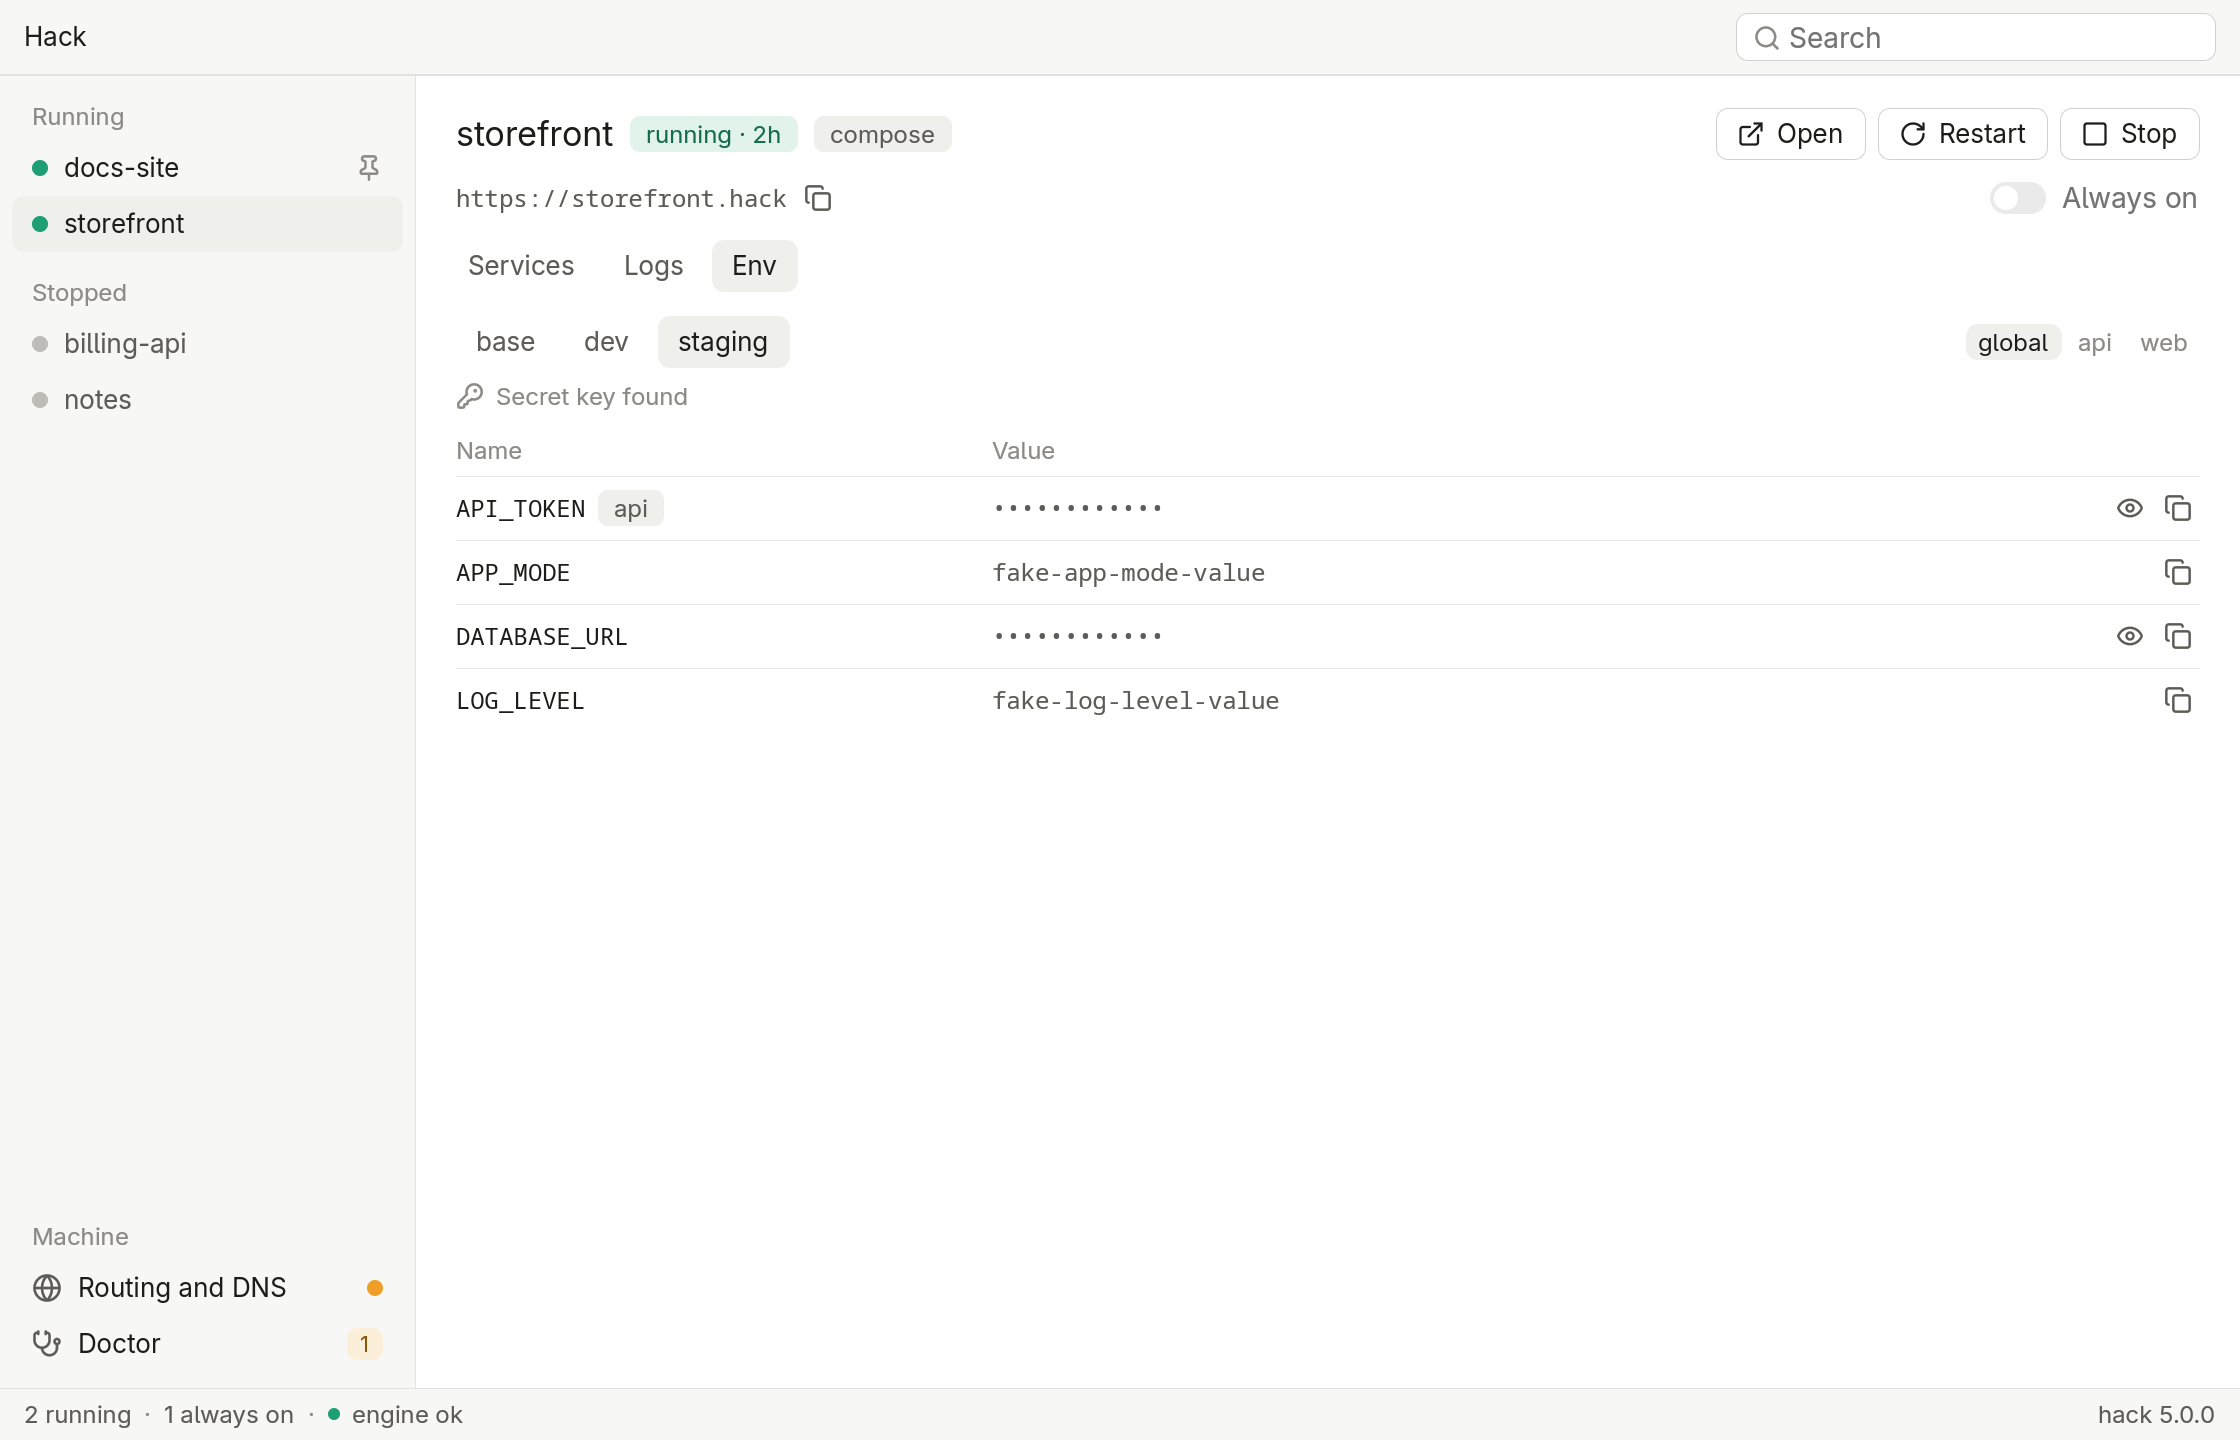 Hack
Search
Running
docs-site
storefront
Stopped
billing-api
notes
Machine
Routing and DNS
Doctor 1
storefront running · 2h compose
Open Restart Stop
https://storefront.hack
Always on
Services Logs Env
base dev staging
global api web
Secret key found
Name Value
API_TOKEN api ••••••••••••
APP_MODE fake-app-mode-value
DATABASE_URL ••••••••••••
LOG_LEVEL fake-log-level-value
2 running · 1 always on · engine ok
hack 5.0.0